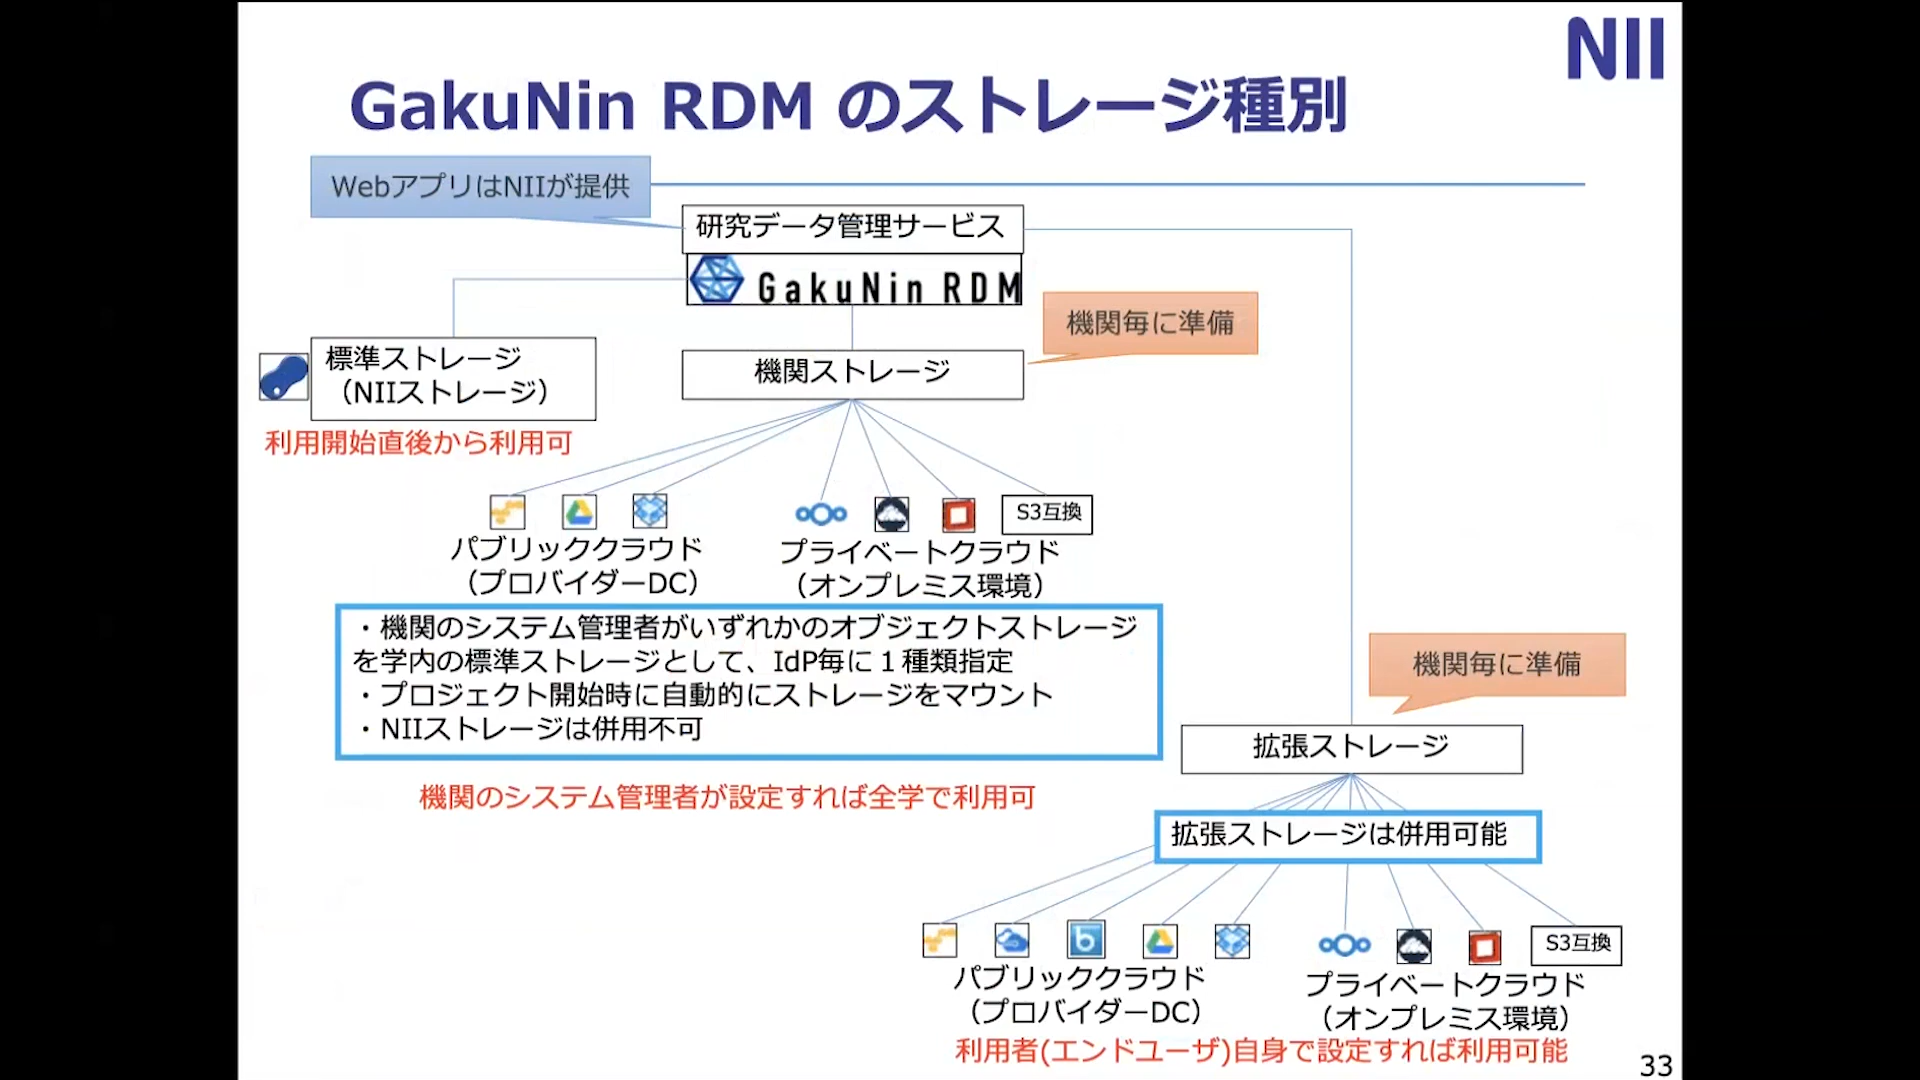 NII
GakuNin RDM のストレージ種別
WebアプリはNIIが提供
研究データ管理サービス
GakuNin RDM
機関毎に準備
標準ストレージ
（NIIストレージ）
利用開始直後から利用可
機関ストレージ
S3互換
パブリッククラウド
（プロバイダーDC）
プライベートクラウド
（オンプレミス環境）
・機関のシステム管理者がいずれかのオブジェクトストレージ
を学内の標準ストレージとして、IdP毎に１種類指定
・プロジェクト開始時に自動的にストレージをマウント
・NIIストレージは併用不可
機関のシステム管理者が設定すれば全学で利用可
機関毎に準備
拡張ストレージ
拡張ストレージは併用可能
b
S3互換
パブリッククラウド
（プロバイダーDC）
プライベートクラウド
（オンプレミス環境）
利用者(エンドユーザ)自身で設定すれば利用可能
33